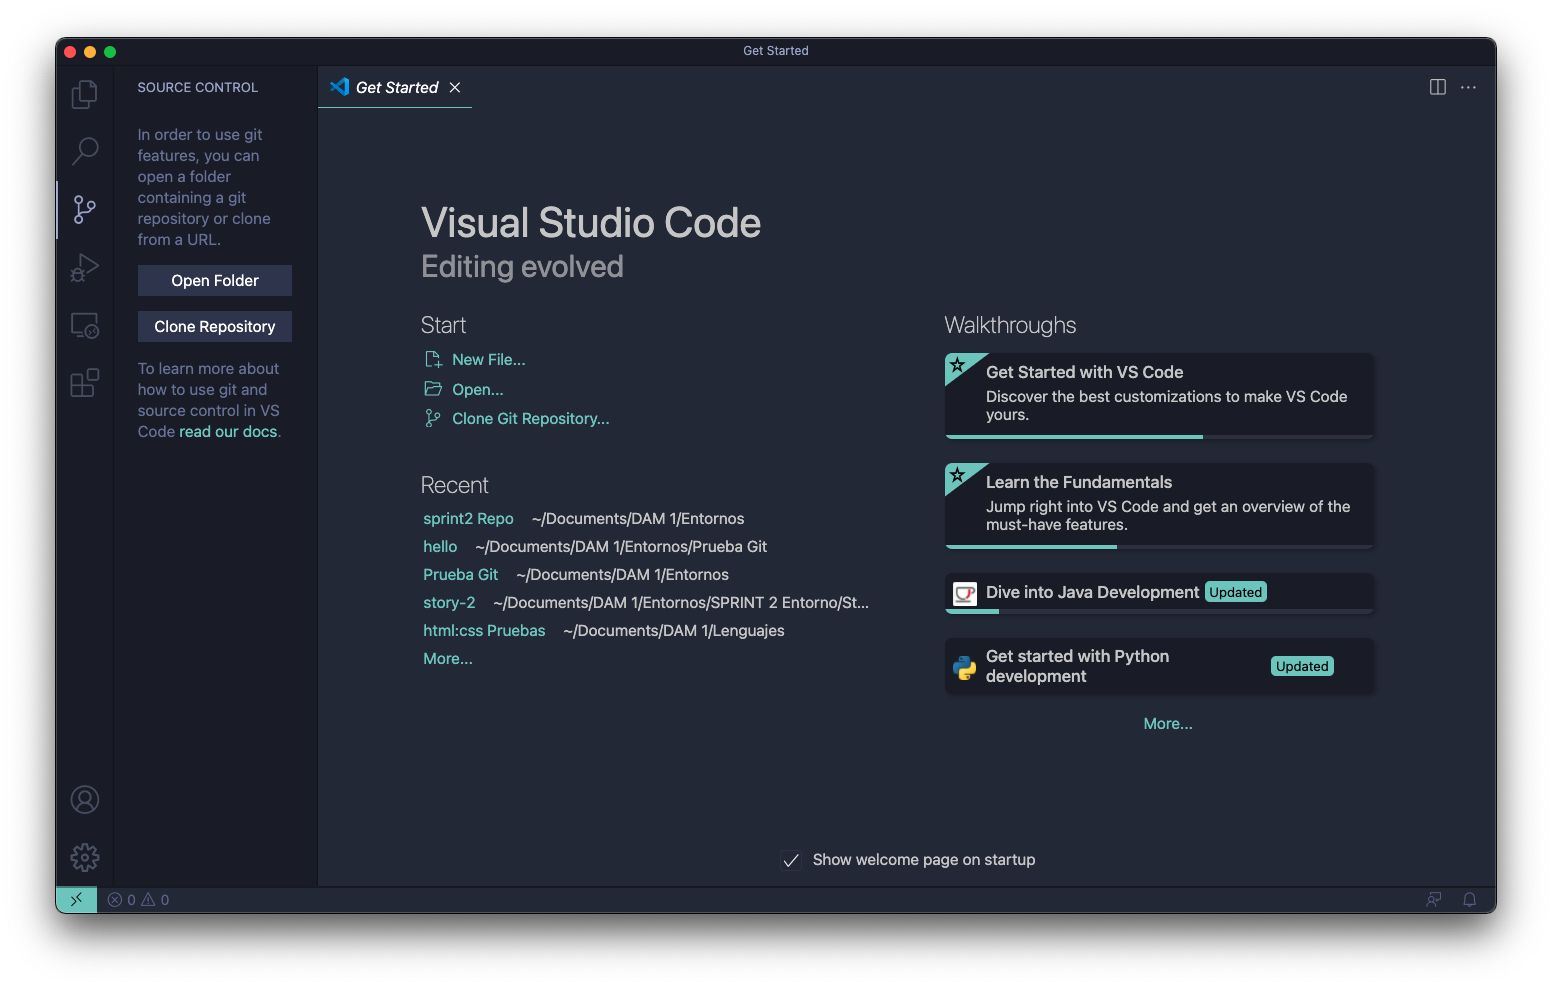 Get Started
SOURCE CONTROL
In order to use git
features, you can
open a folder
containing a git
repository or clone
from a URL.
Open Folder
Clone Repository
To learn more about
how to use git and
source control in VS
Code read our docs.
Get Started
Visual Studio Code
Editing evolved
Start
New File...
Open...
Clone Git Repository...
Recent
sprint2 Repo ~/Documents/DAM 1/Entornos
hello ~/Documents/DAM 1/Entornos/Prueba Git
Prueba Git ~/Documents/DAM 1/Entornos
story-2 ~/Documents/DAM 1/Entornos/SPRINT 2 Entorno/St...
html:css Pruebas ~/Documents/DAM 1/Lenguajes
More...
Walkthroughs
Get Started with VS Code
Discover the best customizations to make VS Code
yours.
Learn the Fundamentals
Jump right into VS Code and get an overview of the
must-have features.
Dive into Java Development Updated
Get started with Python
development
Updated
More...
Show welcome page on startup
0 0